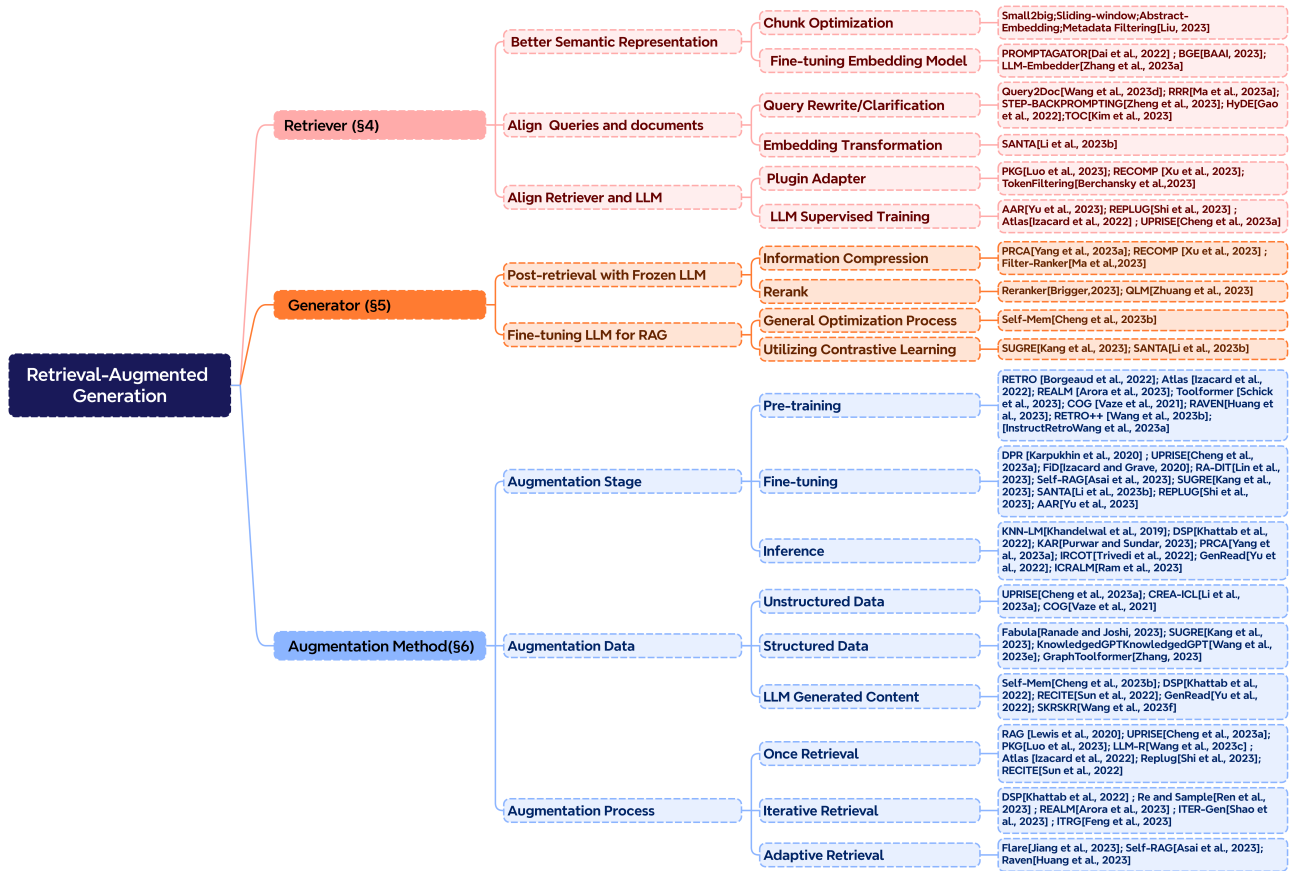 Retrieval-Augmented
Generation
Retriever (§4)
Better Semantic Representation
Chunk Optimization
Small2big;Sliding-window;Abstract-
Embedding;Metadata Filtering[Liu, 2023]
Fine-tuning Embedding Model
PROMPTAGATOR[Dai et al., 2022] ; BGE[BAAI, 2023];
LLM-Embedder[Zhang et al., 2023a]
Align Queries and documents
Query Rewrite/Clarification
Query2Doc[Wang et al., 2023d]; RRR[Ma et al., 2023a];
STEP-BACKPROMPTING[Zheng et al., 2023]; HyDE[Gao
et al., 2022];TOC[Kim et al., 2023]
Embedding Transformation
SANTA[Li et al., 2023b]
Align Retriever and LLM
Plugin Adapter
PKG[Luo et al., 2023]; RECOMP [Xu et al., 2023];
TokenFiltering[Berchansky et al.,2023]
LLM Supervised Training
AAR[Yu et al., 2023]; REPLUG[Shi et al., 2023] ;
Atlas[Izacard et al., 2022] ; UPRISE[Cheng et al., 2023a]
Generator (§5)
Post-retrieval with Frozen LLM
Information Compression
PRCA[Yang et al., 2023a]; RECOMP [Xu et al., 2023] ;
Filter-Ranker[Ma et al.,2023]
Rerank
Reranker[Brigger,2023]; QLM[Zhuang et al., 2023]
Fine-tuning LLM for RAG
General Optimization Process
Self-Mem[Cheng et al., 2023b]
Utilizing Contrastive Learning
SUGRE[Kang et al., 2023]; SANTA[Li et al., 2023b]
Augmentation Method(§6)
Augmentation Stage
Pre-training
RETRO [Borgeaud et al., 2022]; Atlas [Izacard et al.,
2022]; REALM [Arora et al., 2023]; Toolformer [Schick
et al., 2023]; COG [Vaze et al., 2021]; RAVEN[Huang et
al., 2023]; RETRO++ [Wang et al., 2023b];
[InstructRetroWang et al., 2023a]
Fine-tuning
DPR [Karpukhin et al., 2020] ; UPRISE[Cheng et al.,
2023a]; FiD[Izacard and Grave, 2020]; RA-DIT[Lin et al.,
2023]; Self-RAG[Asai et al., 2023]; SUGRE[Kang et al.,
2023]; SANTA[Li et al., 2023b]; REPLUG[Shi et al.,
2023]; AAR[Yu et al., 2023]
Inference
KNN-LM[Khandelwal et al., 2019]; DSP[Khattab et al.,
2022]; KAR[Purwar and Sundar, 2023]; PRCA[Yang et
al., 2023a]; IRCOT[Trivedi et al., 2022]; GenRead[Yu et
al., 2022]; ICRALM[Ram et al., 2023]
Augmentation Data
Unstructured Data
UPRISE[Cheng et al., 2023a]; CREA-ICL[Li et al.,
2023a]; COG[Vaze et al., 2021]
Structured Data
Fabula[Ranade and Joshi, 2023]; SUGRE[Kang et al.,
2023]; KnowledgedGPTKnowledgedGPT[Wang et al.,
2023e]; GraphToolformer[Zhang, 2023]
LLM Generated Content
Self-Mem[Cheng et al., 2023b]; DSP[Khattab et al.,
2022]; RECITE[Sun et al., 2022]; GenRead[Yu et al.,
2022]; SKRSKR[Wang et al., 2023f]
Augmentation Process
Once Retrieval
RAG [Lewis et al., 2020]; UPRISE[Cheng et al., 2023a];
PKG[Luo et al., 2023]; LLM-R[Wang et al., 2023c] ;
Atlas [Izacard et al., 2022]; Replug[Shi et al., 2023];
RECITE[Sun et al., 2022]
Iterative Retrieval
DSP[Khattab et al., 2022] ; Re and Sample[Ren et al.,
2023] ; REALM[Arora et al., 2023] ; ITER-Gen[Shao et
al., 2023] ; ITRG[Feng et al., 2023]
Adaptive Retrieval
Flare[Jiang et al., 2023]; Self-RAG[Asai et al., 2023];
Raven[Huang et al., 2023]